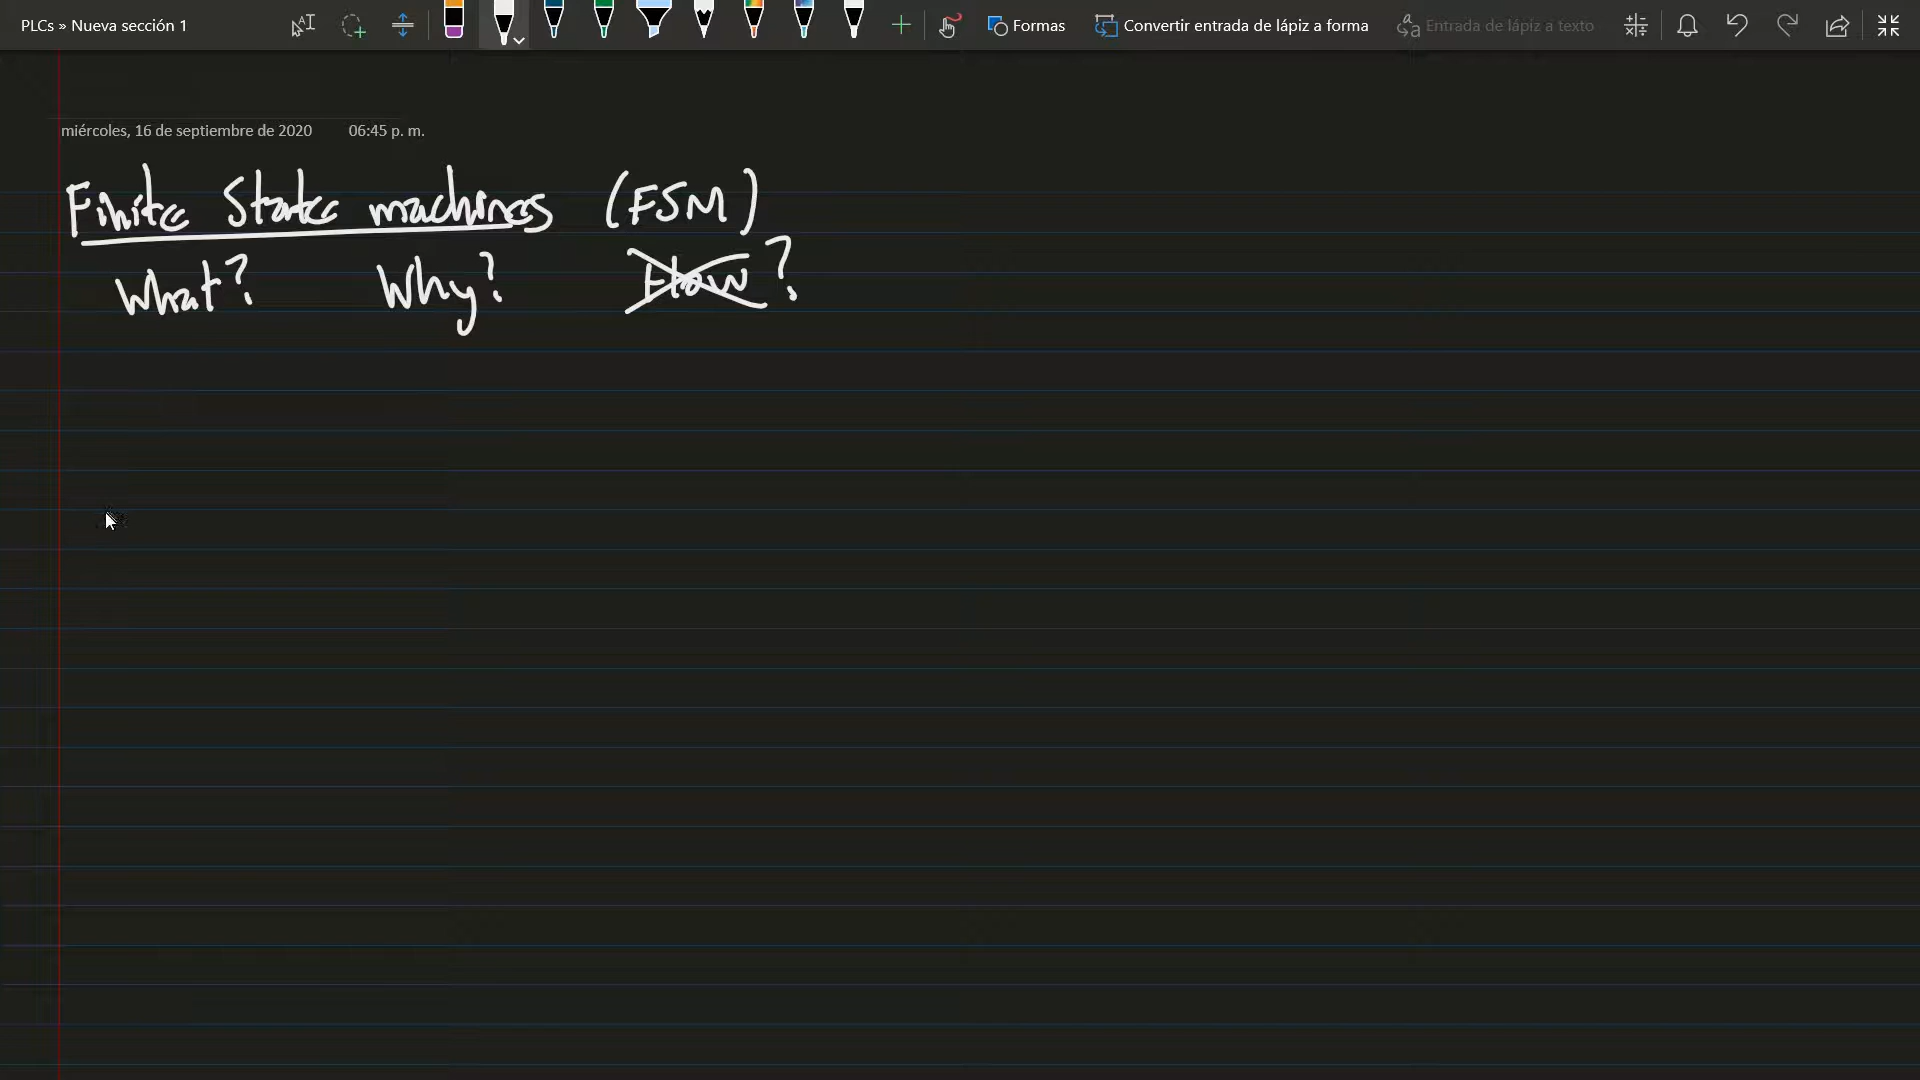 PLCs » Nueva sección 1 Formas Convertir entrada de lápiz a forma Entrada de lápiz a texto
miércoles, 16 de septiembre de 2020 06:45 p. m.
Finite State machines (FSM)
What? Why? How?